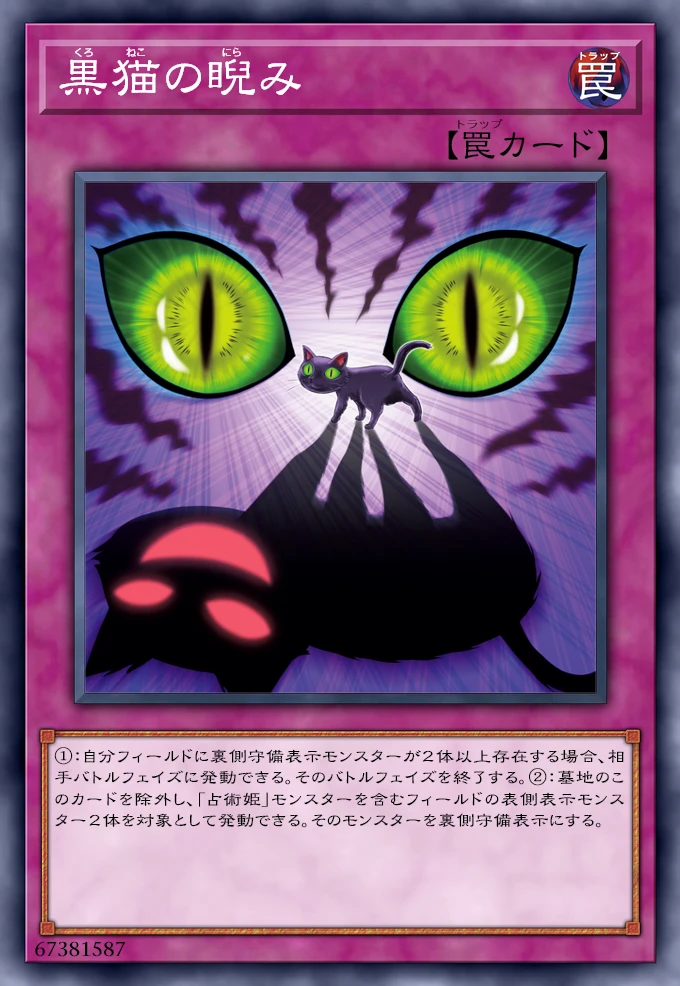 くろ ねこ にら
黒猫の睨み
トラップ
罠
トラップ
【罠カード】
①:自分フィールドに裏側守備表示モンスターが2体以上存在する場合、相
手バトルフェイズに発動できる。そのバトルフェイズを終了する。②:墓地のこ
のカードを除外し、「占術姫」モンスターを含むフィールドの表側表示モンス
ター2体を対象として発動できる。そのモンスターを裏側守備表示にする。
67381587